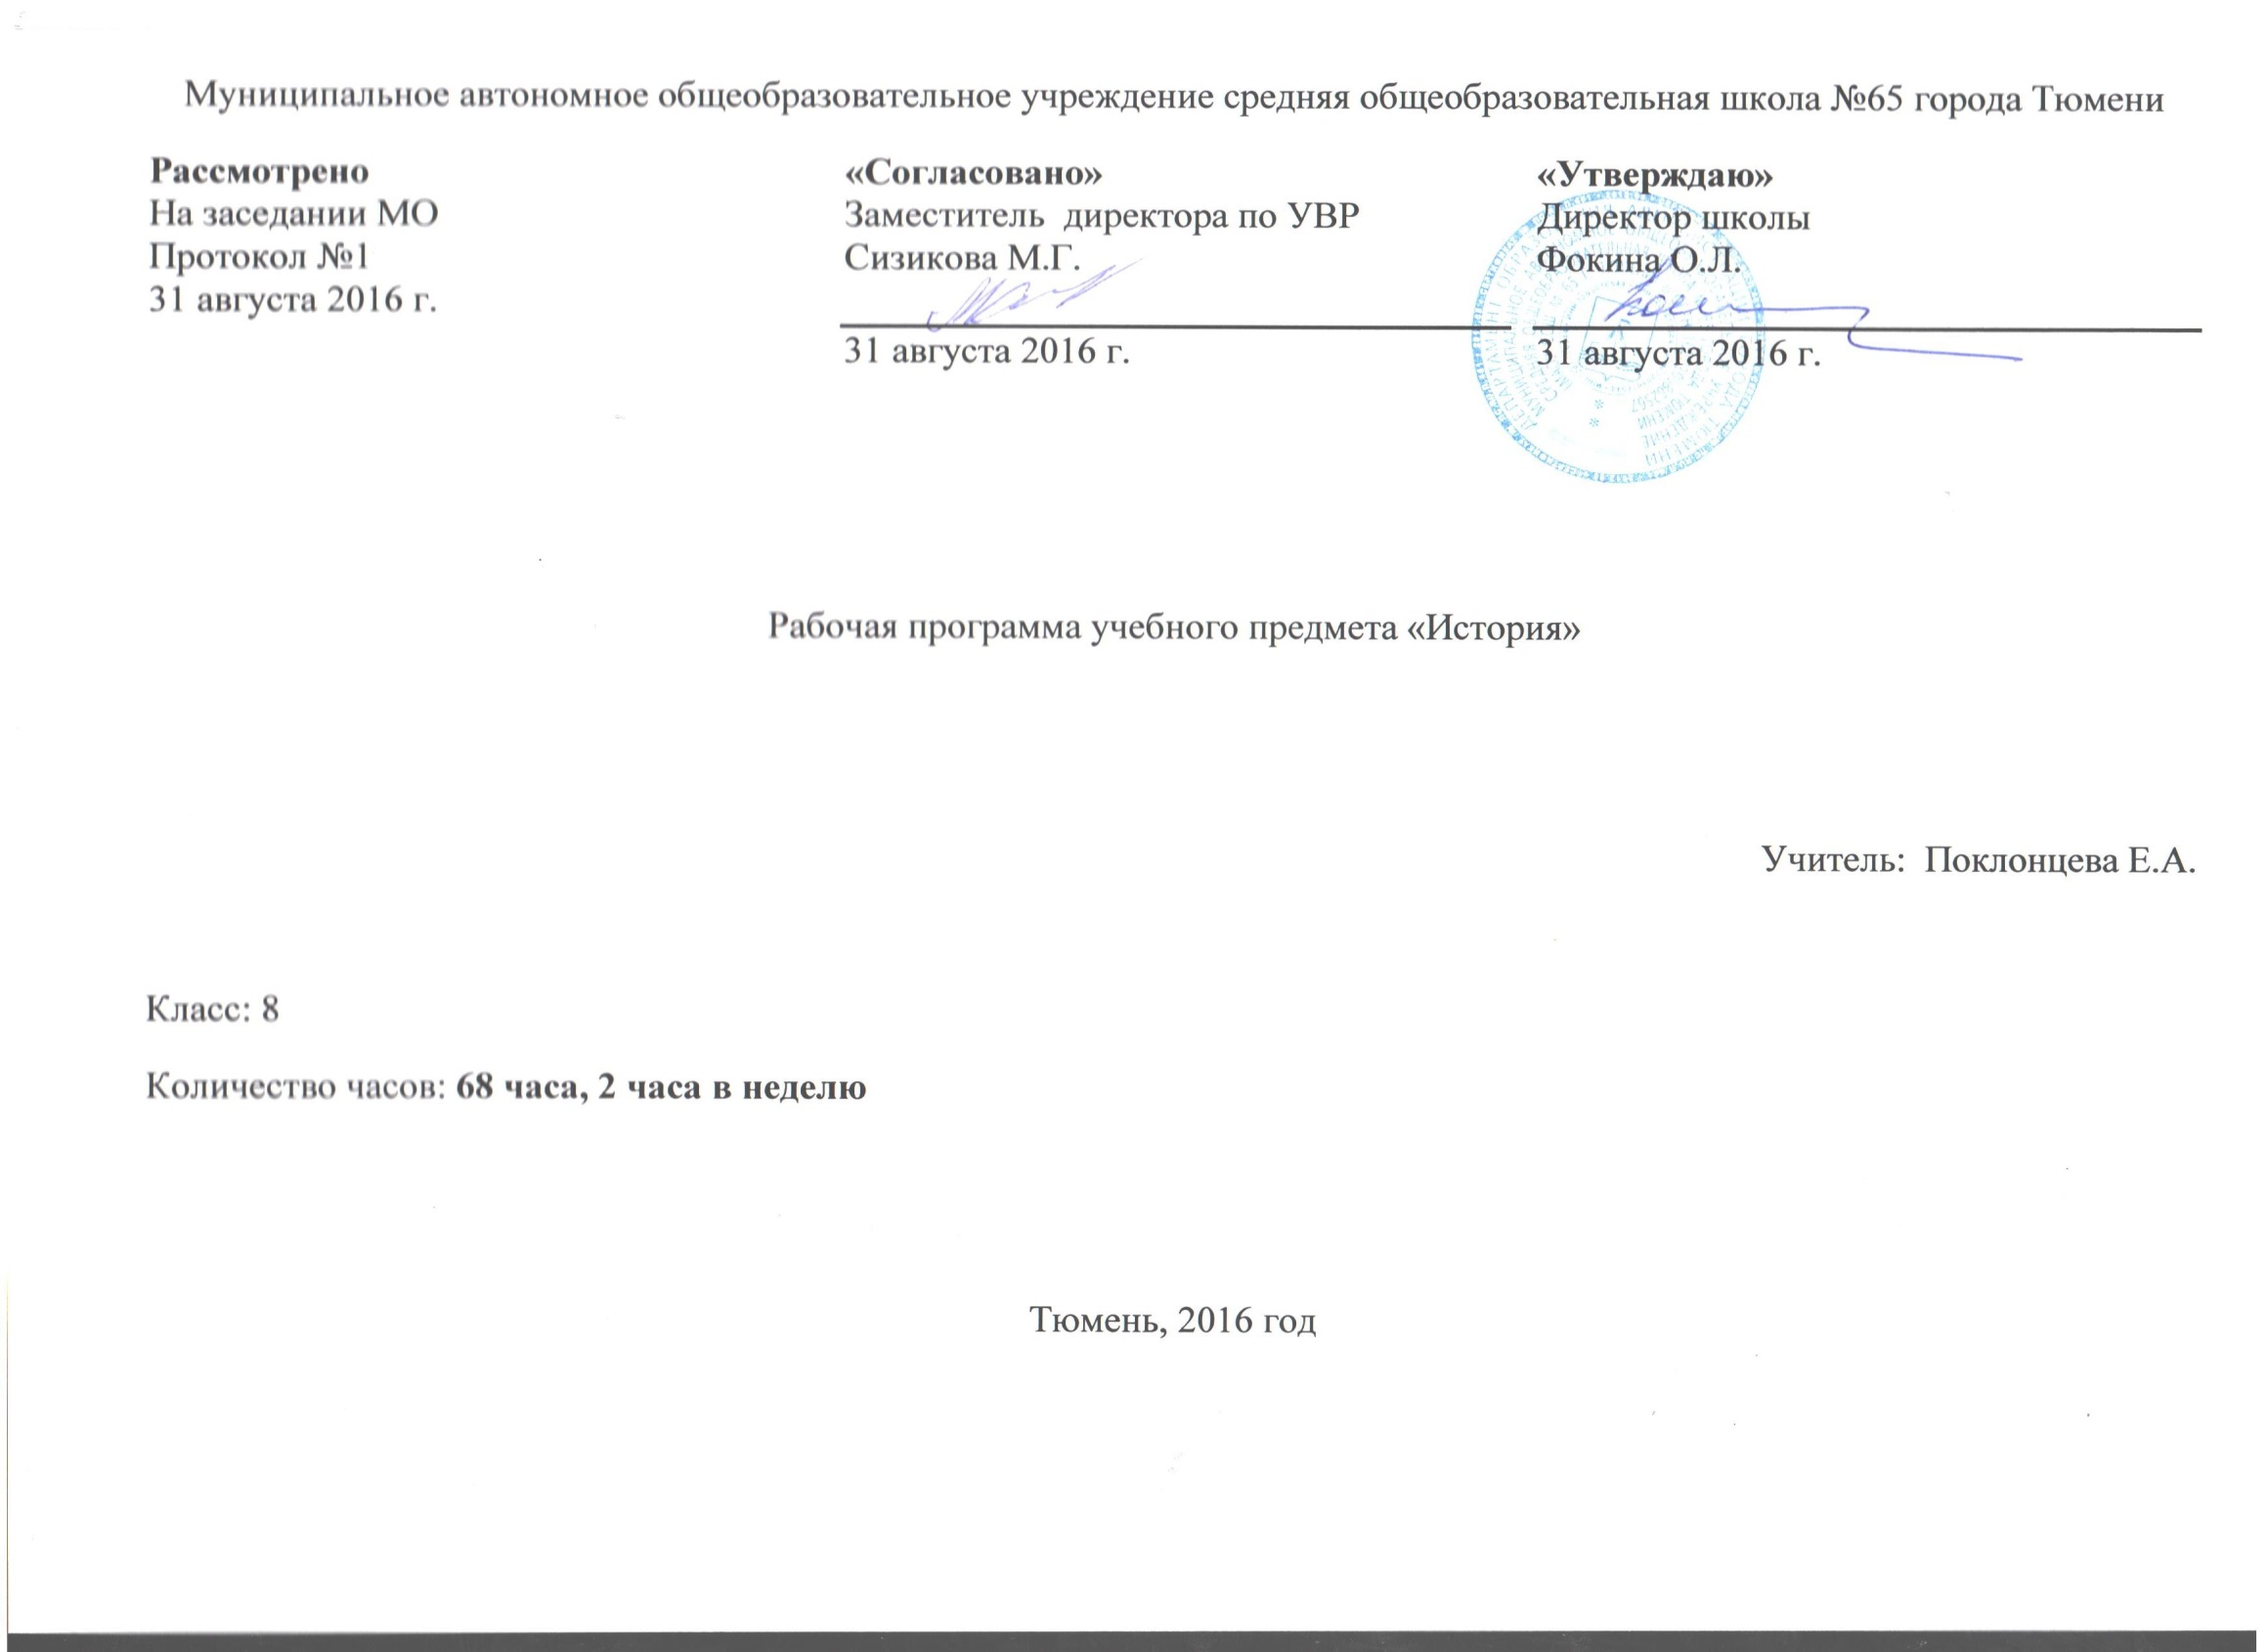 Муниципальное автономное общеобразовательное учреждение средняя общеобразовательная школа №65 города Тюмени
Рассмотрено
На заседании МО
Протокол №1
31 августа 2016 г.
«Согласовано»
Заместитель директора по УВР
Сизикова М.Г.
31 августа 2016 г.
«Утверждаю»
Директор школы
Фокина О.Л.
31 августа 2016 г.
Рабочая программа учебного предмета «История»
Учитель: Поклонцева Е.А.
Класс: 8
Количество часов: 68 часа, 2 часа в неделю
Тюмень, 2016 год